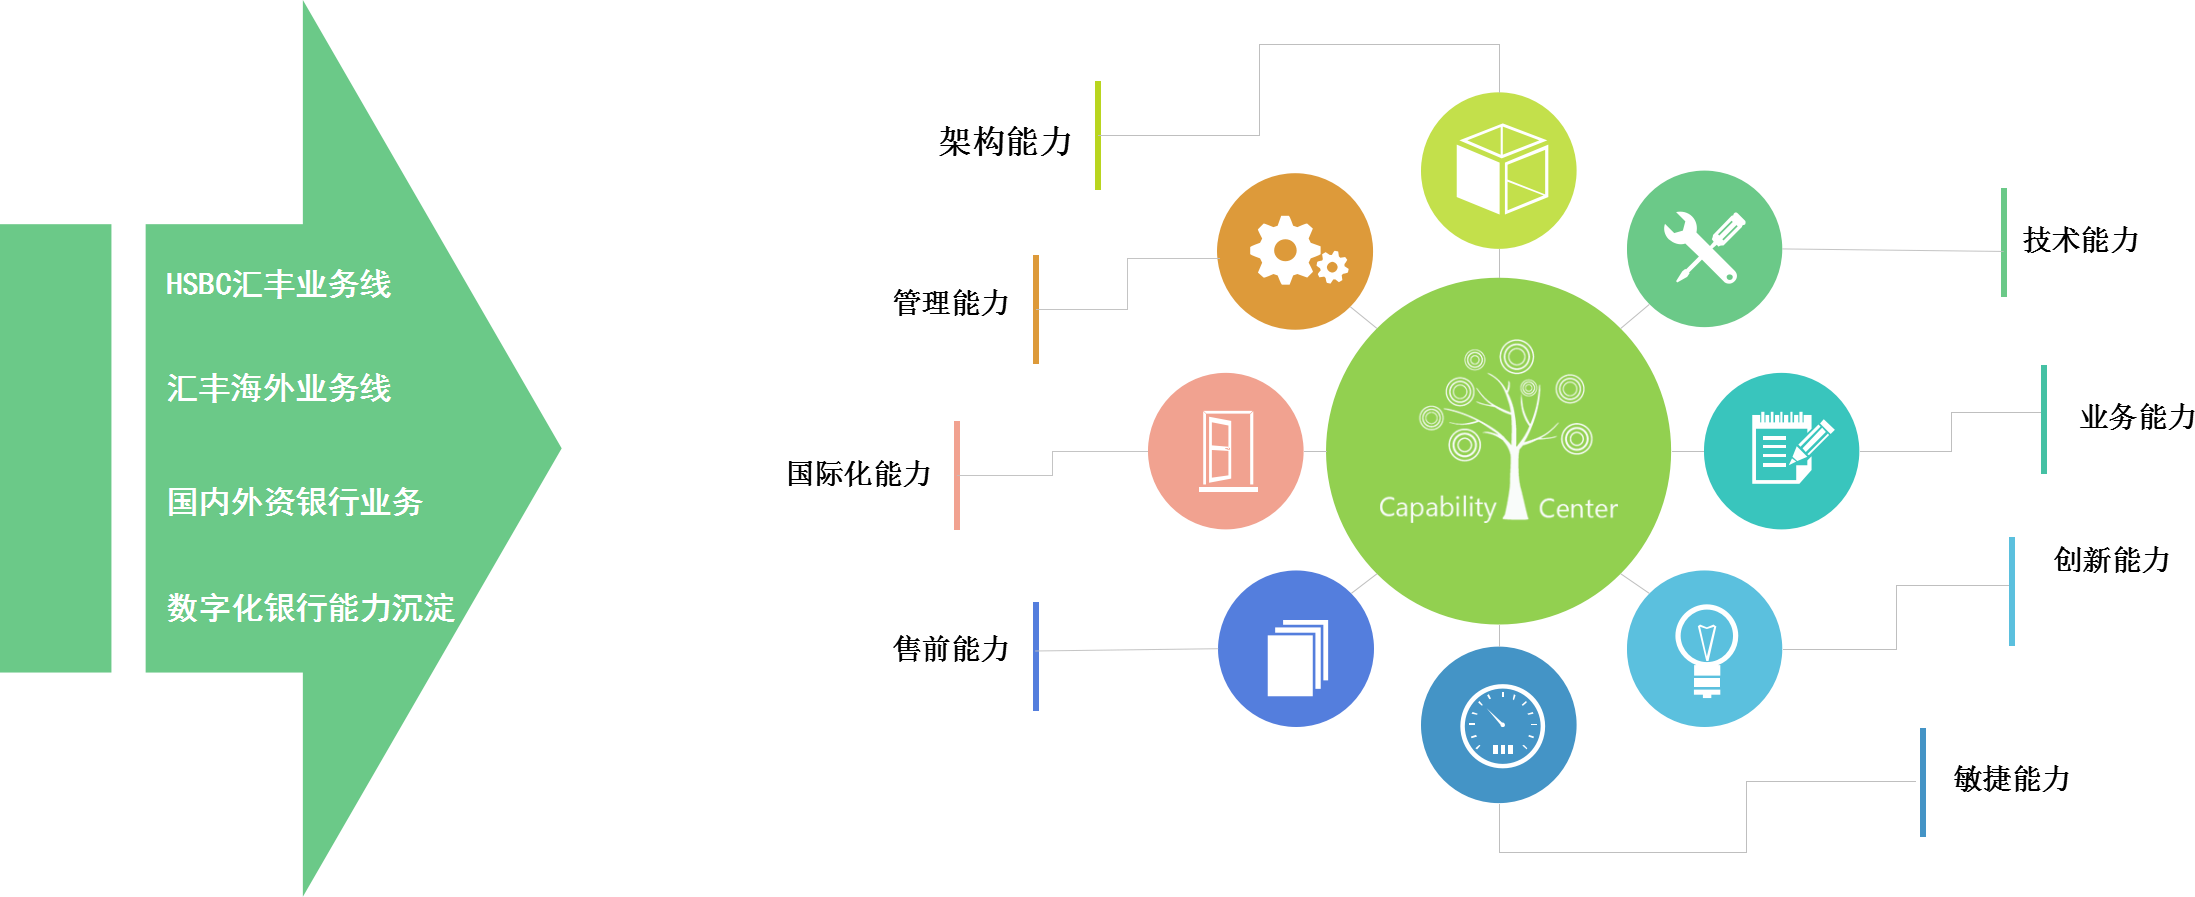 HSBC汇丰业务线
汇丰海外业务线
国内外资银行业务
数字化银行能力沉淀
架构能力
管理能力
国际化能力
售前能力
Capability Center
技术能力
业务能力
创新能力
敏捷能力